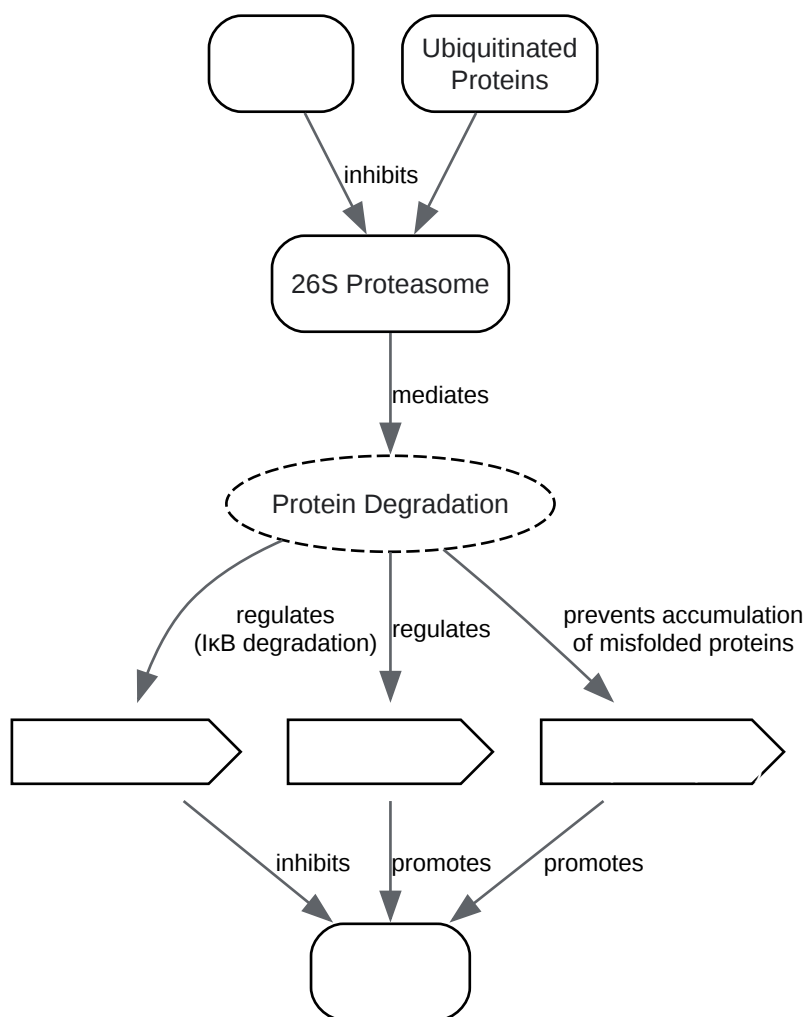 Ubiquitinated
Proteins
inhibits
26S Proteasome
mediates
Protein Degradation
regulates
(IκB degradation)
regulates
prevents accumulation
of misfolded proteins
inhibits
promotes
promotes